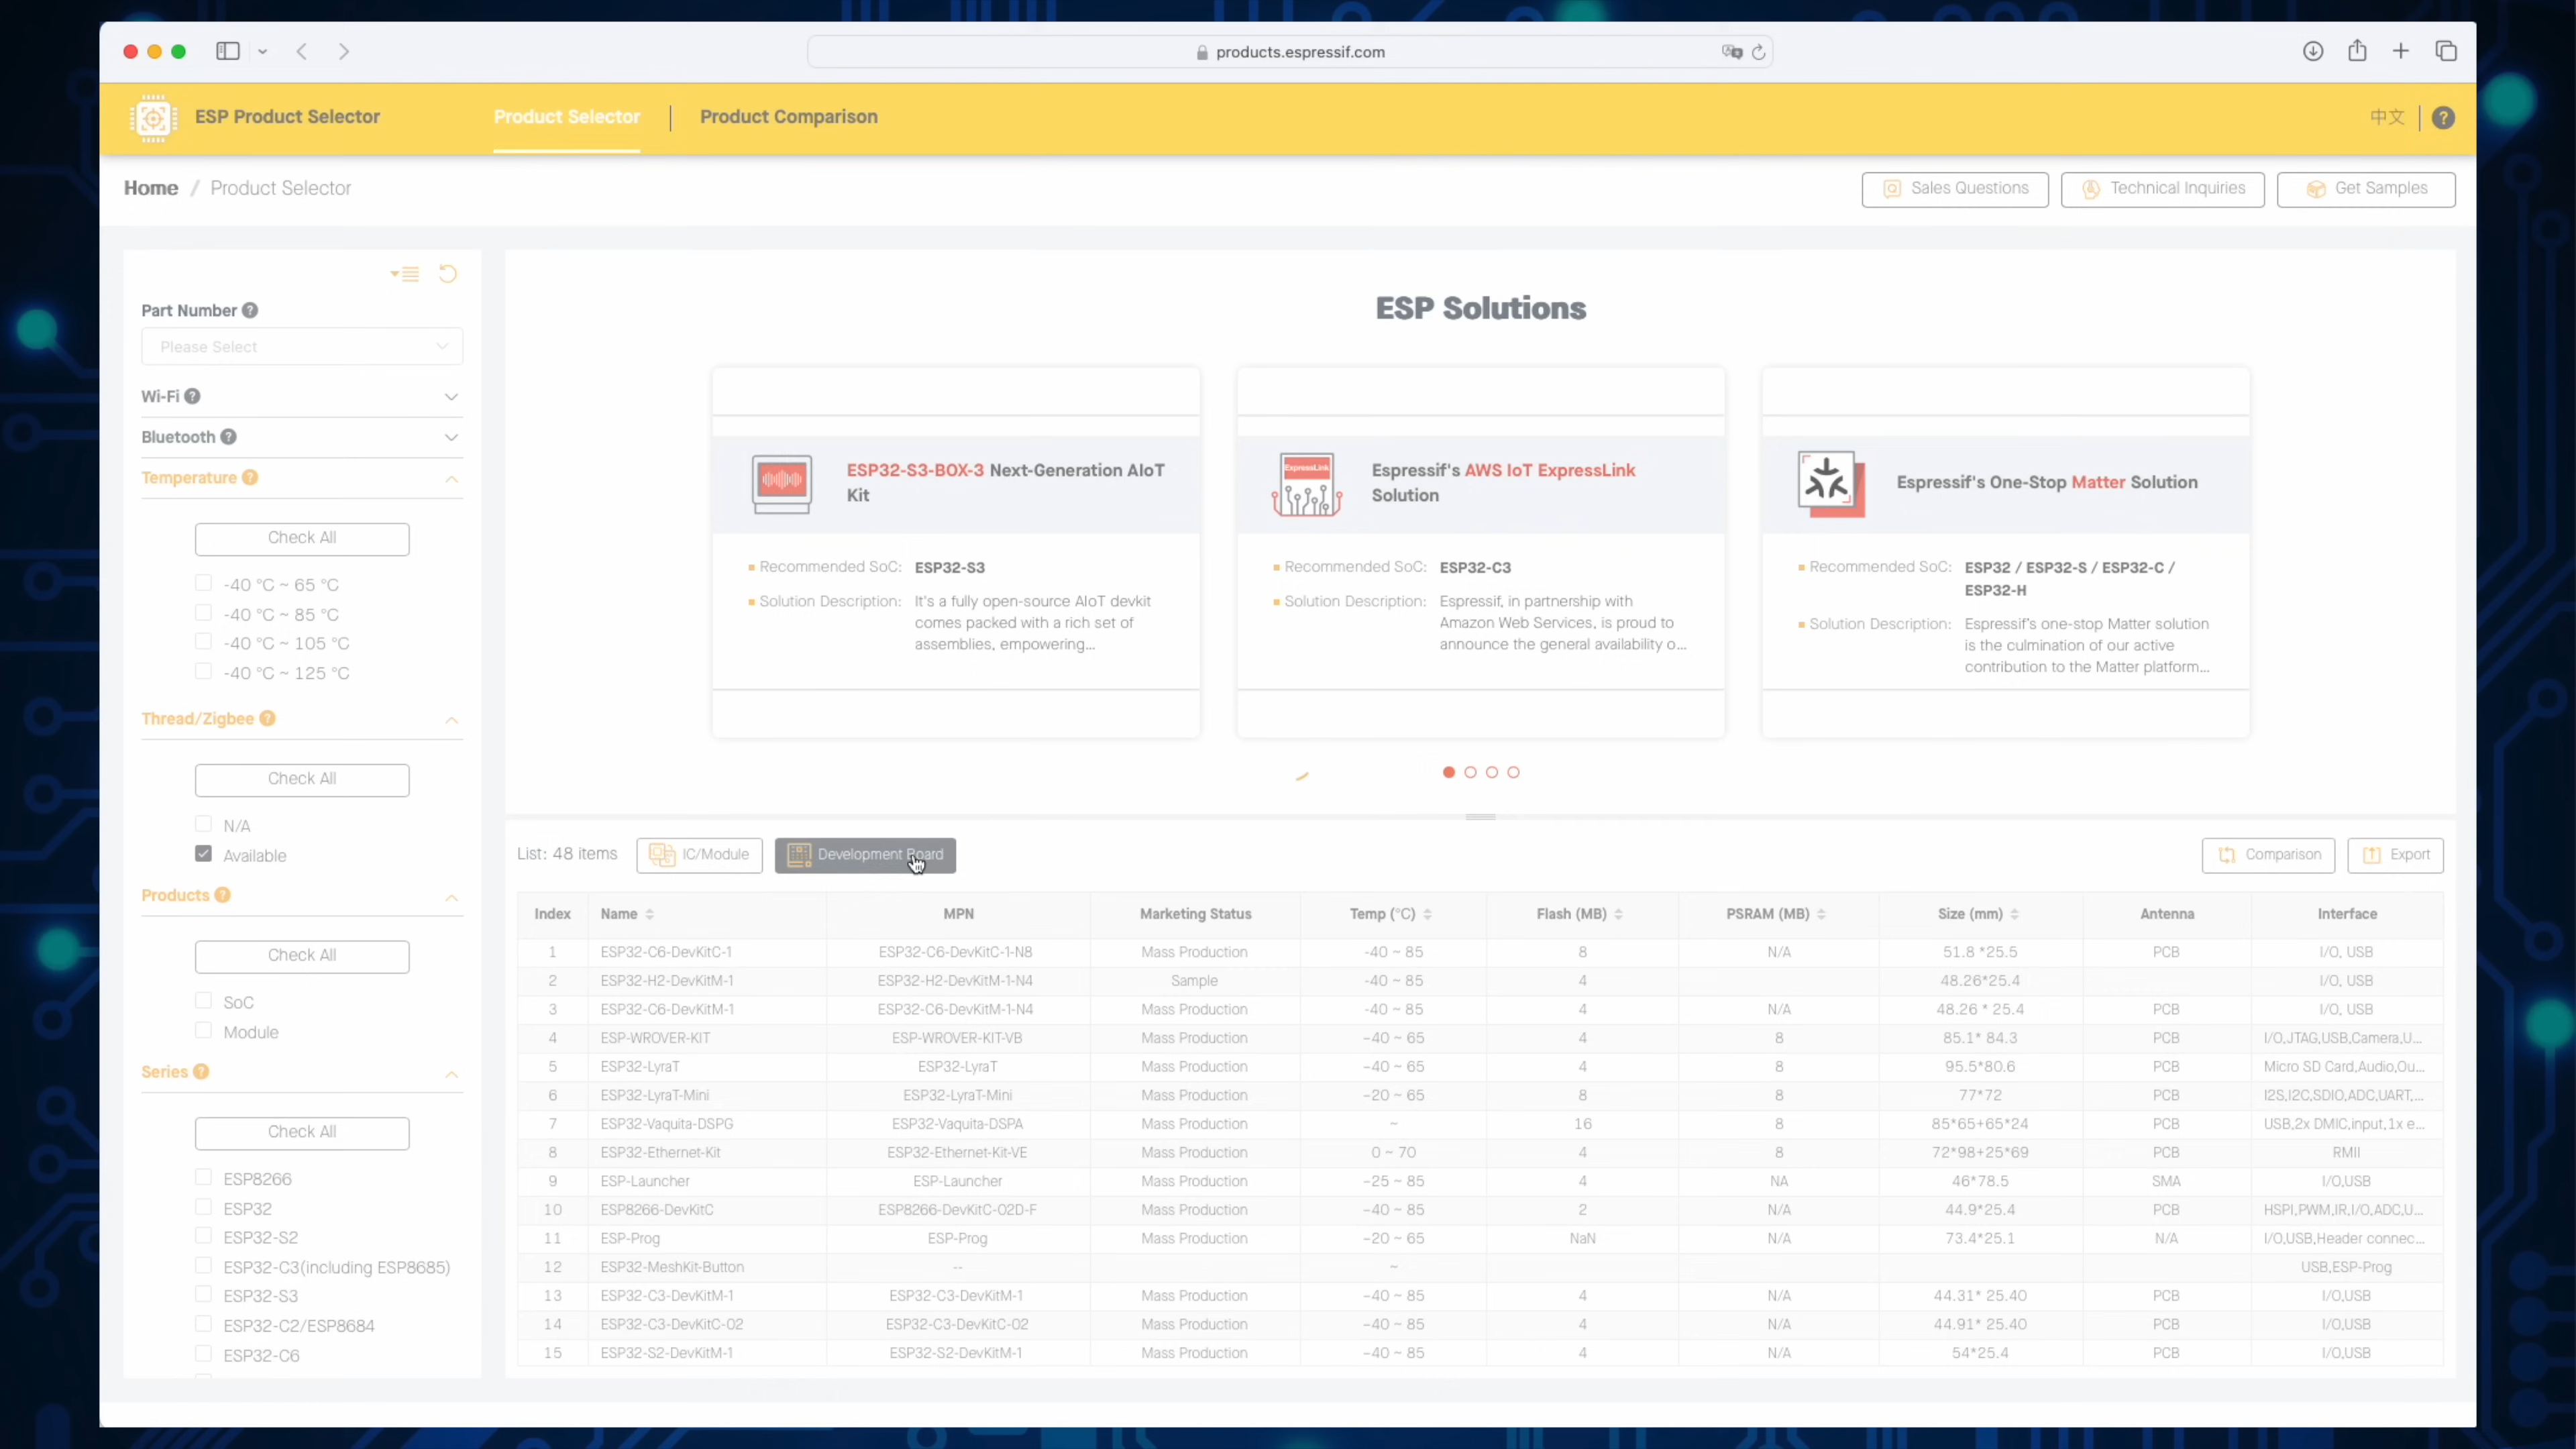 products.espressif.com
ESP Product Selector
Product Selector
Product Comparison
中文
?
Home / Product Selector
Sales Questions
Technical Inquiries
Get Samples
Part Number ?
Please Select
Wi-Fi ?
Bluetooth ?
Temperature ?
Check All
-40 °C ~ 65 °C
-40 °C ~ 85 °C
-40 °C ~ 105 °C
-40 °C ~ 125 °C
Thread/Zigbee ?
Check All
N/A
Available
Products ?
Check All
SoC
Module
Series ?
Check All
ESP8266
ESP32
ESP32-S2
ESP32-C3(including ESP8685)
ESP32-S3
ESP32-C2/ESP8684
ESP32-C6
ESP Solutions
ESP32-S3-BOX-3 Next-Generation AIoT
Kit
Recommended SoC: ESP32-S3
Solution Description: It's a fully open-source AIoT devkit
comes packed with a rich set of
assemblies, empowering...
ExpressLink
Espressif's AWS IoT ExpressLink
Solution
Recommended SoC: ESP32-C3
Solution Description: Espressif, in partnership with
Amazon Web Services, is proud to
announce the general availability o...
Espressif's One-Stop Matter Solution
Recommended SoC: ESP32 / ESP32-S / ESP32-C /
ESP32-H
Solution Description: Espressif's one-stop Matter solution
is the culmination of our active
contribution to the Matter platform...
List: 48 items
IC/Module
Development Board
Comparison
Export
Index Name MPN Marketing Status Temp (°C) Flash (MB) PSRAM (MB) Size (mm) Antenna Interface
1 ESP32-C6-DevKitC-1 ESP32-C6-DevKitC-1-N8 Mass Production -40 ~ 85 8 N/A 51.8 *25.5 PCB I/O, USB
2 ESP32-H2-DevKitM-1 ESP32-H2-DevKitM-1-N4 Sample -40 ~ 85 4 48.26*25.4 I/O, USB
3 ESP32-C6-DevKitM-1 ESP32-C6-DevKitM-1-N4 Mass Production -40 ~ 85 4 N/A 48.26 * 25.4 PCB I/O, USB
4 ESP-WROVER-KIT ESP-WROVER-KIT-VB Mass Production -40 ~ 65 4 8 85.1* 84.3 PCB I/O,JTAG,USB,Camera,U...
5 ESP32-LyraT ESP32-LyraT Mass Production -40 ~ 65 4 8 95.5*80.6 PCB Micro SD Card,Audio,Ou...
6 ESP32-LyraT-Mini ESP32-LyraT-Mini Mass Production -20 ~ 65 8 8 77*72 PCB I2S,I2C,SDIO,ADC,UART,...
7 ESP32-Vaquita-DSPG ESP32-Vaquita-DSPA Mass Production ~ 16 8 85*65+65*24 PCB USB,2x DMIC,input,1x e...
8 ESP32-Ethernet-Kit ESP32-Ethernet-Kit-VE Mass Production 0 ~ 70 4 8 72*98+25*69 PCB RMII
9 ESP-Launcher ESP-Launcher Mass Production -25 ~ 85 4 NA 46*78.5 SMA I/O,USB
10 ESP8266-DevKitC ESP8266-DevKitC-02D-F Mass Production -40 ~ 85 2 N/A 44.9*25.4 PCB HSPI,PWM,IR,I/O,ADC,U...
11 ESP-Prog ESP-Prog Mass Production -20 ~ 65 NaN N/A 73.4*25.1 N/A I/O,USB,Header connec...
12 ESP32-MeshKit-Button -- ~ USB,ESP-Prog
13 ESP32-C3-DevKitM-1 ESP32-C3-DevKitM-1 Mass Production -40 ~ 85 4 N/A 44.31* 25.40 PCB I/O,USB
14 ESP32-C3-DevKitC-02 ESP32-C3-DevKitC-02 Mass Production -40 ~ 85 4 N/A 44.91* 25.40 PCB I/O,USB
15 ESP32-S2-DevKitM-1 ESP32-S2-DevKitM-1 Mass Production -40 ~ 85 4 N/A 54*25.4 PCB I/O,USB